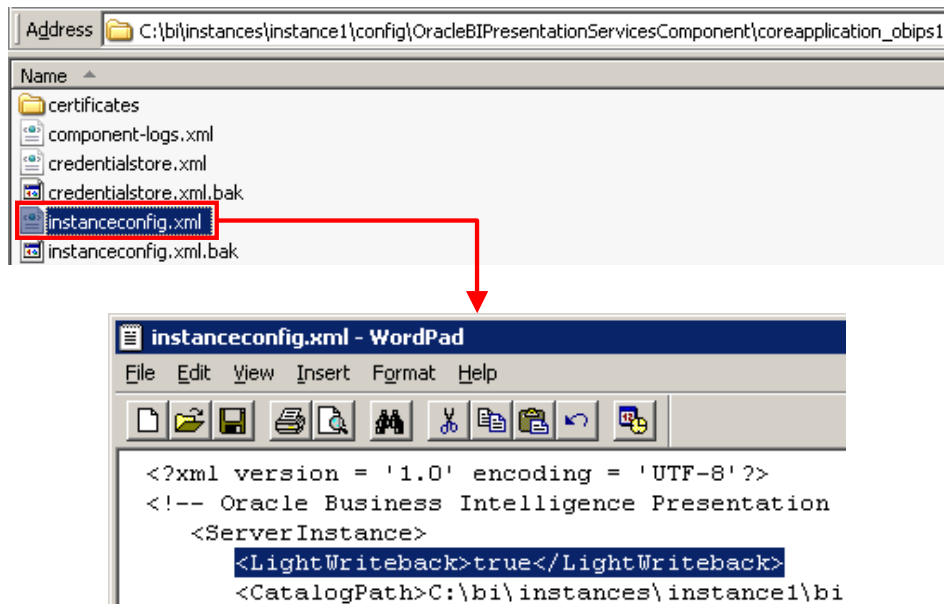 Address C:\bi\instances\instance1\config\OracleBIPresentationServicesComponent\coreapplication_obips1
Name
certificates
component-logs.xml
credentialstore.xml
credentialstore.xml.bak
instanceconfig.xml
instanceconfig.xml.bak
instanceconfig.xml - WordPad
File Edit View Insert Format Help
<?xml version = '1.0' encoding = 'UTF-8'?>
<!-- Oracle Business Intelligence Presentation
<ServerInstance>
<LightWriteback>true</LightWriteback>
<CatalogPath>C:\bi\instances\instance1\bi